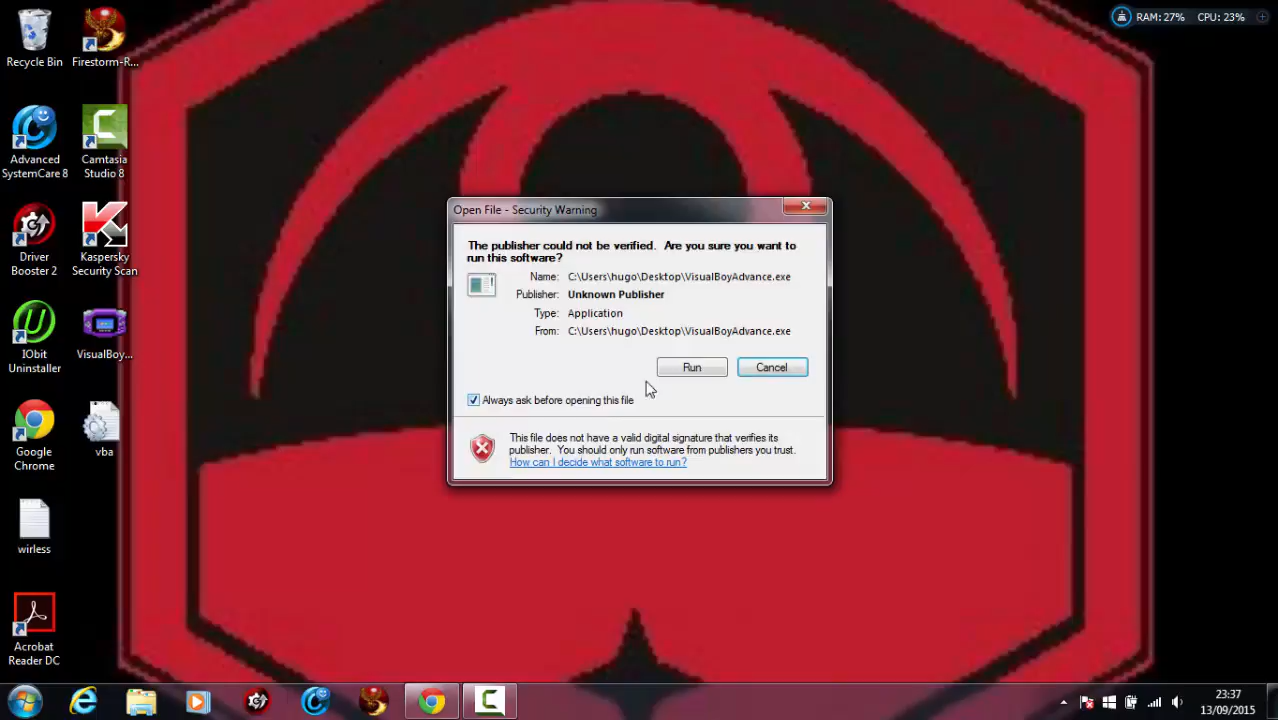 RAM: 27% CPU: 23%
Recycle Bin
Firestorm-R...
Advanced
SystemCare 8
Camtasia
Studio 8
Driver
Booster 2
Kaspersky
Security Scan
IObit
Uninstaller
VisualBoy...
Google
Chrome
vba
wirless
Acrobat
Reader DC
Open File - Security Warning
The publisher could not be verified. Are you sure you want to
run this software?
Name: C:\Users\hugo\Desktop\VisualBoyAdvance.exe
Publisher: Unknown Publisher
Type: Application
From: C:\Users\hugo\Desktop\VisualBoyAdvance.exe
Run Cancel
Always ask before opening this file
This file does not have a valid digital signature that verifies its
publisher. You should only run software from publishers you trust.
How can I decide what software to run?
23:37
13/09/2015